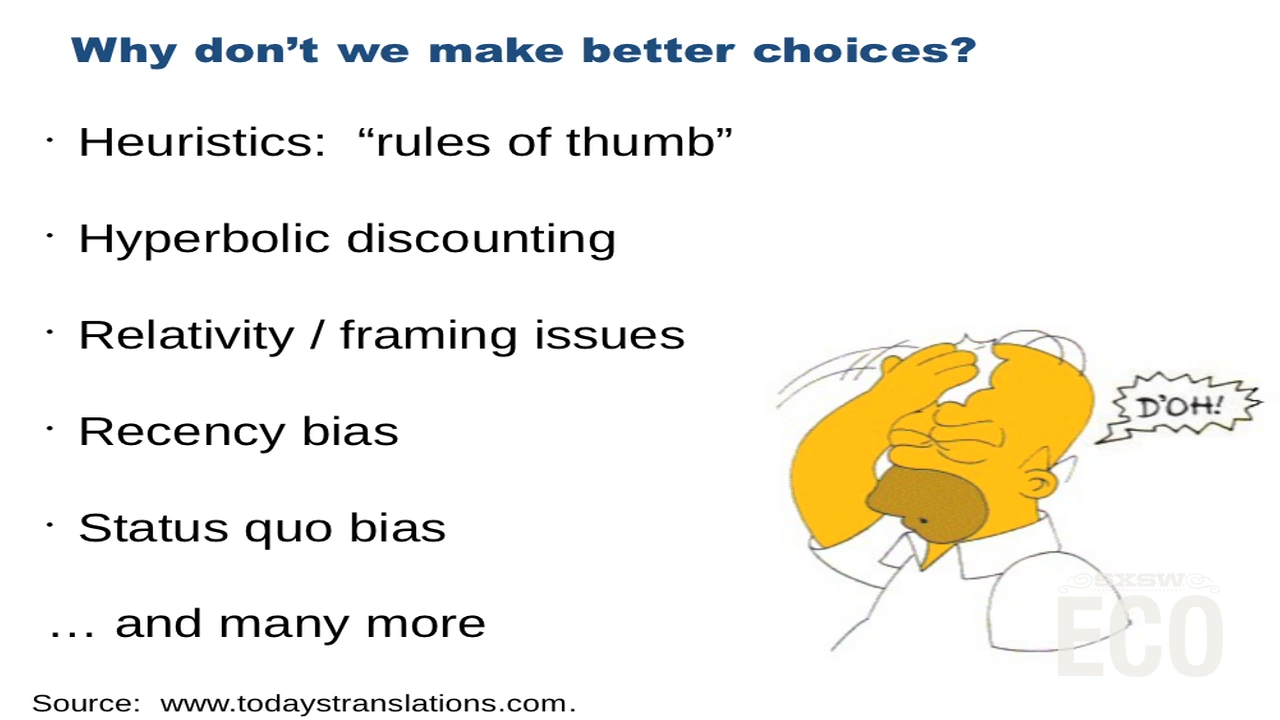 Why don’t we make better choices?
· Heuristics:  “rules of thumb”
· Hyperbolic discounting
· Relativity / framing issues
· Recency bias
· Status quo bias
… and many more
D'OH!
SXSW
ECO
Source:  www.todaystranslations.com.